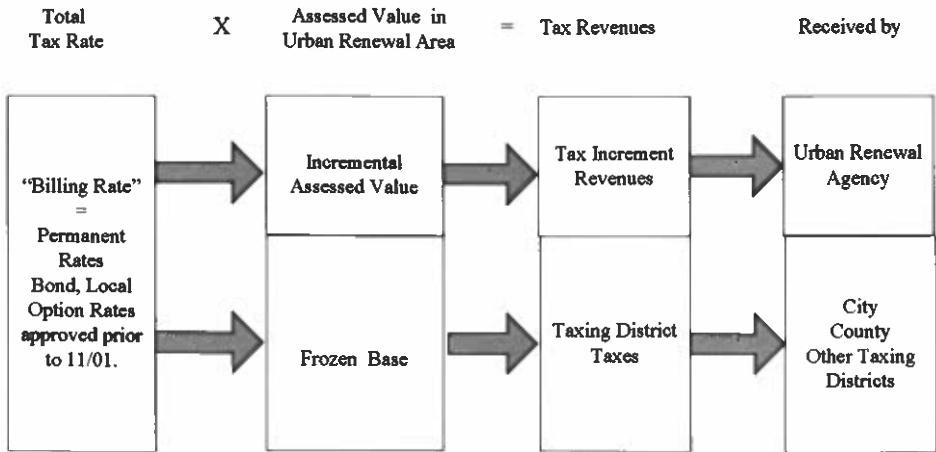 Total
Tax Rate
X
Assessed Value in
Urban Renewal Area
=
Tax Revenues
Received by
“Billing Rate”
=
Permanent
Rates
Bond, Local
Option Rates
approved prior
to 11/01.
Incremental
Assessed Value
Tax Increment
Revenues
Urban Renewal
Agency
Frozen Base
Taxing District
Taxes
City
County
Other Taxing
Districts